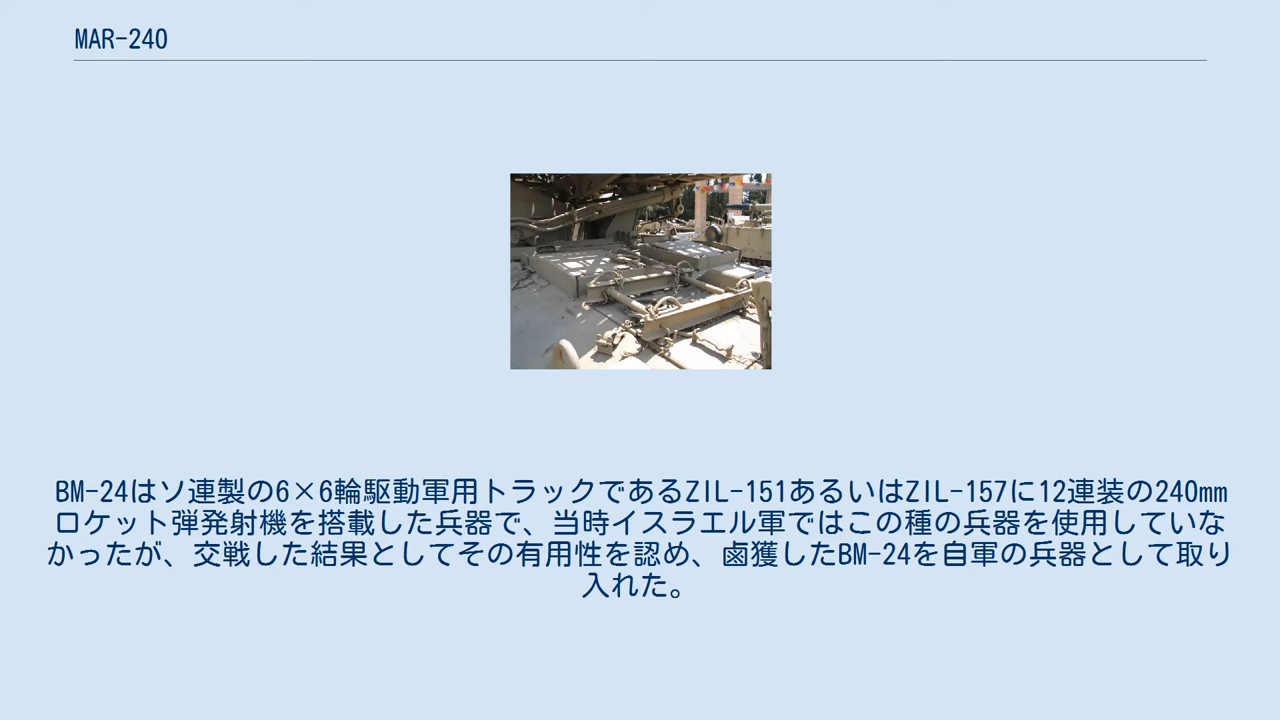 MAR-240
BM-24はソ連製の6×6輪駆動軍用トラックであるZIL-151あるいはZIL-157に12連装の240mm
ロケット弾発射機を搭載した兵器で、当時イスラエル軍ではこの種の兵器を使用していな
かったが、交戦した結果としてその有用性を認め、鹵獲したBM-24を自軍の兵器として取り
入れた。